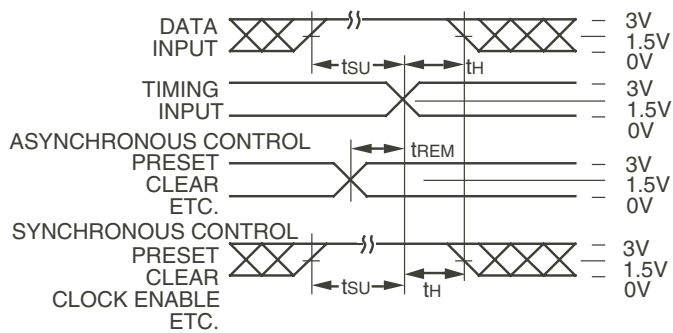 DATA
INPUT
3V
1.5V
0V
tSU
tH
TIMING
INPUT
3V
1.5V
0V
ASYNCHRONOUS CONTROL
PRESET
CLEAR
ETC.
tREM
3V
1.5V
0V
SYNCHRONOUS CONTROL
PRESET
CLEAR
CLOCK ENABLE
ETC.
tSU
tH
3V
1.5V
0V